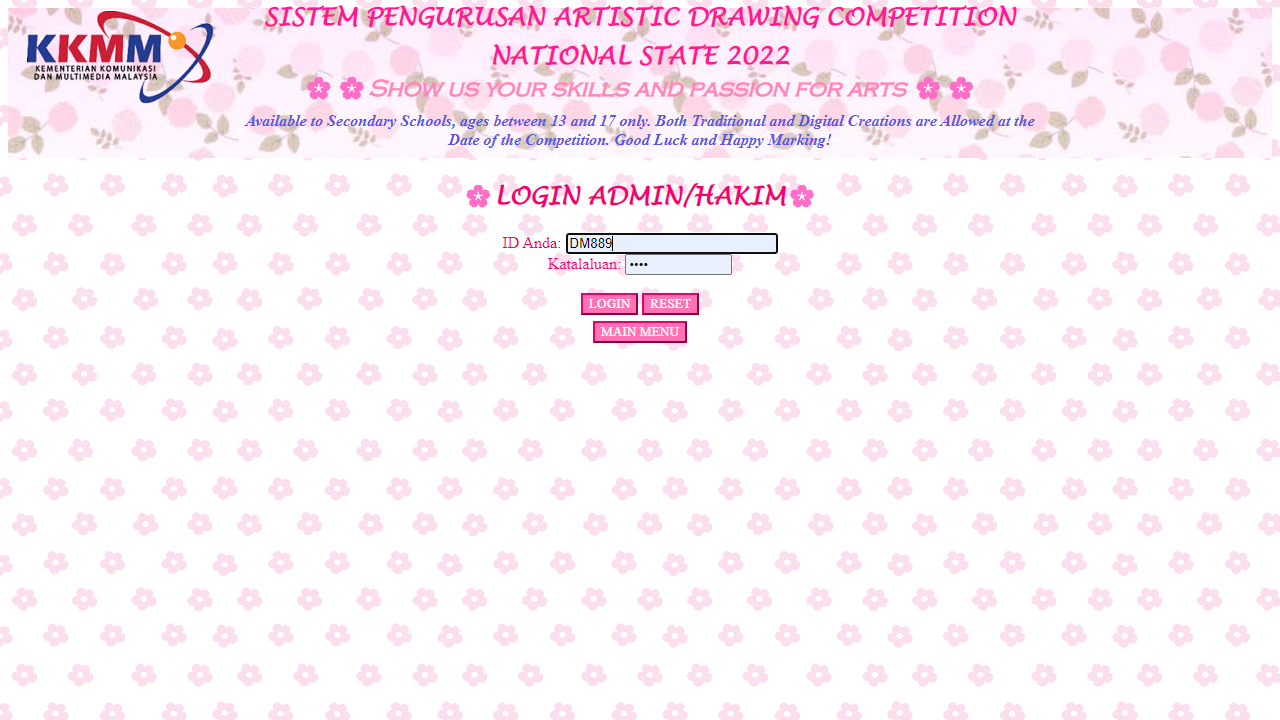 SISTEM PENGURUSAN ARTISTIC DRAWING COMPETITION
NATIONAL STATE 2022
KKMM
KEMENTERIAN KOMUNIKASI
DAN MULTIMEDIA MALAYSIA
🌸 🌸 SHOW US YOUR SKILLS AND PASSION FOR ARTS 🌸 🌸
Available to Secondary Schools, ages between 13 and 17 only. Both Traditional and Digital Creations are Allowed at the
Date of the Competition. Good Luck and Happy Marking!
🌸 LOGIN ADMIN/HAKIM 🌸
ID Anda: DM889
Katalaluan: ••••
LOGIN RESET
MAIN MENU